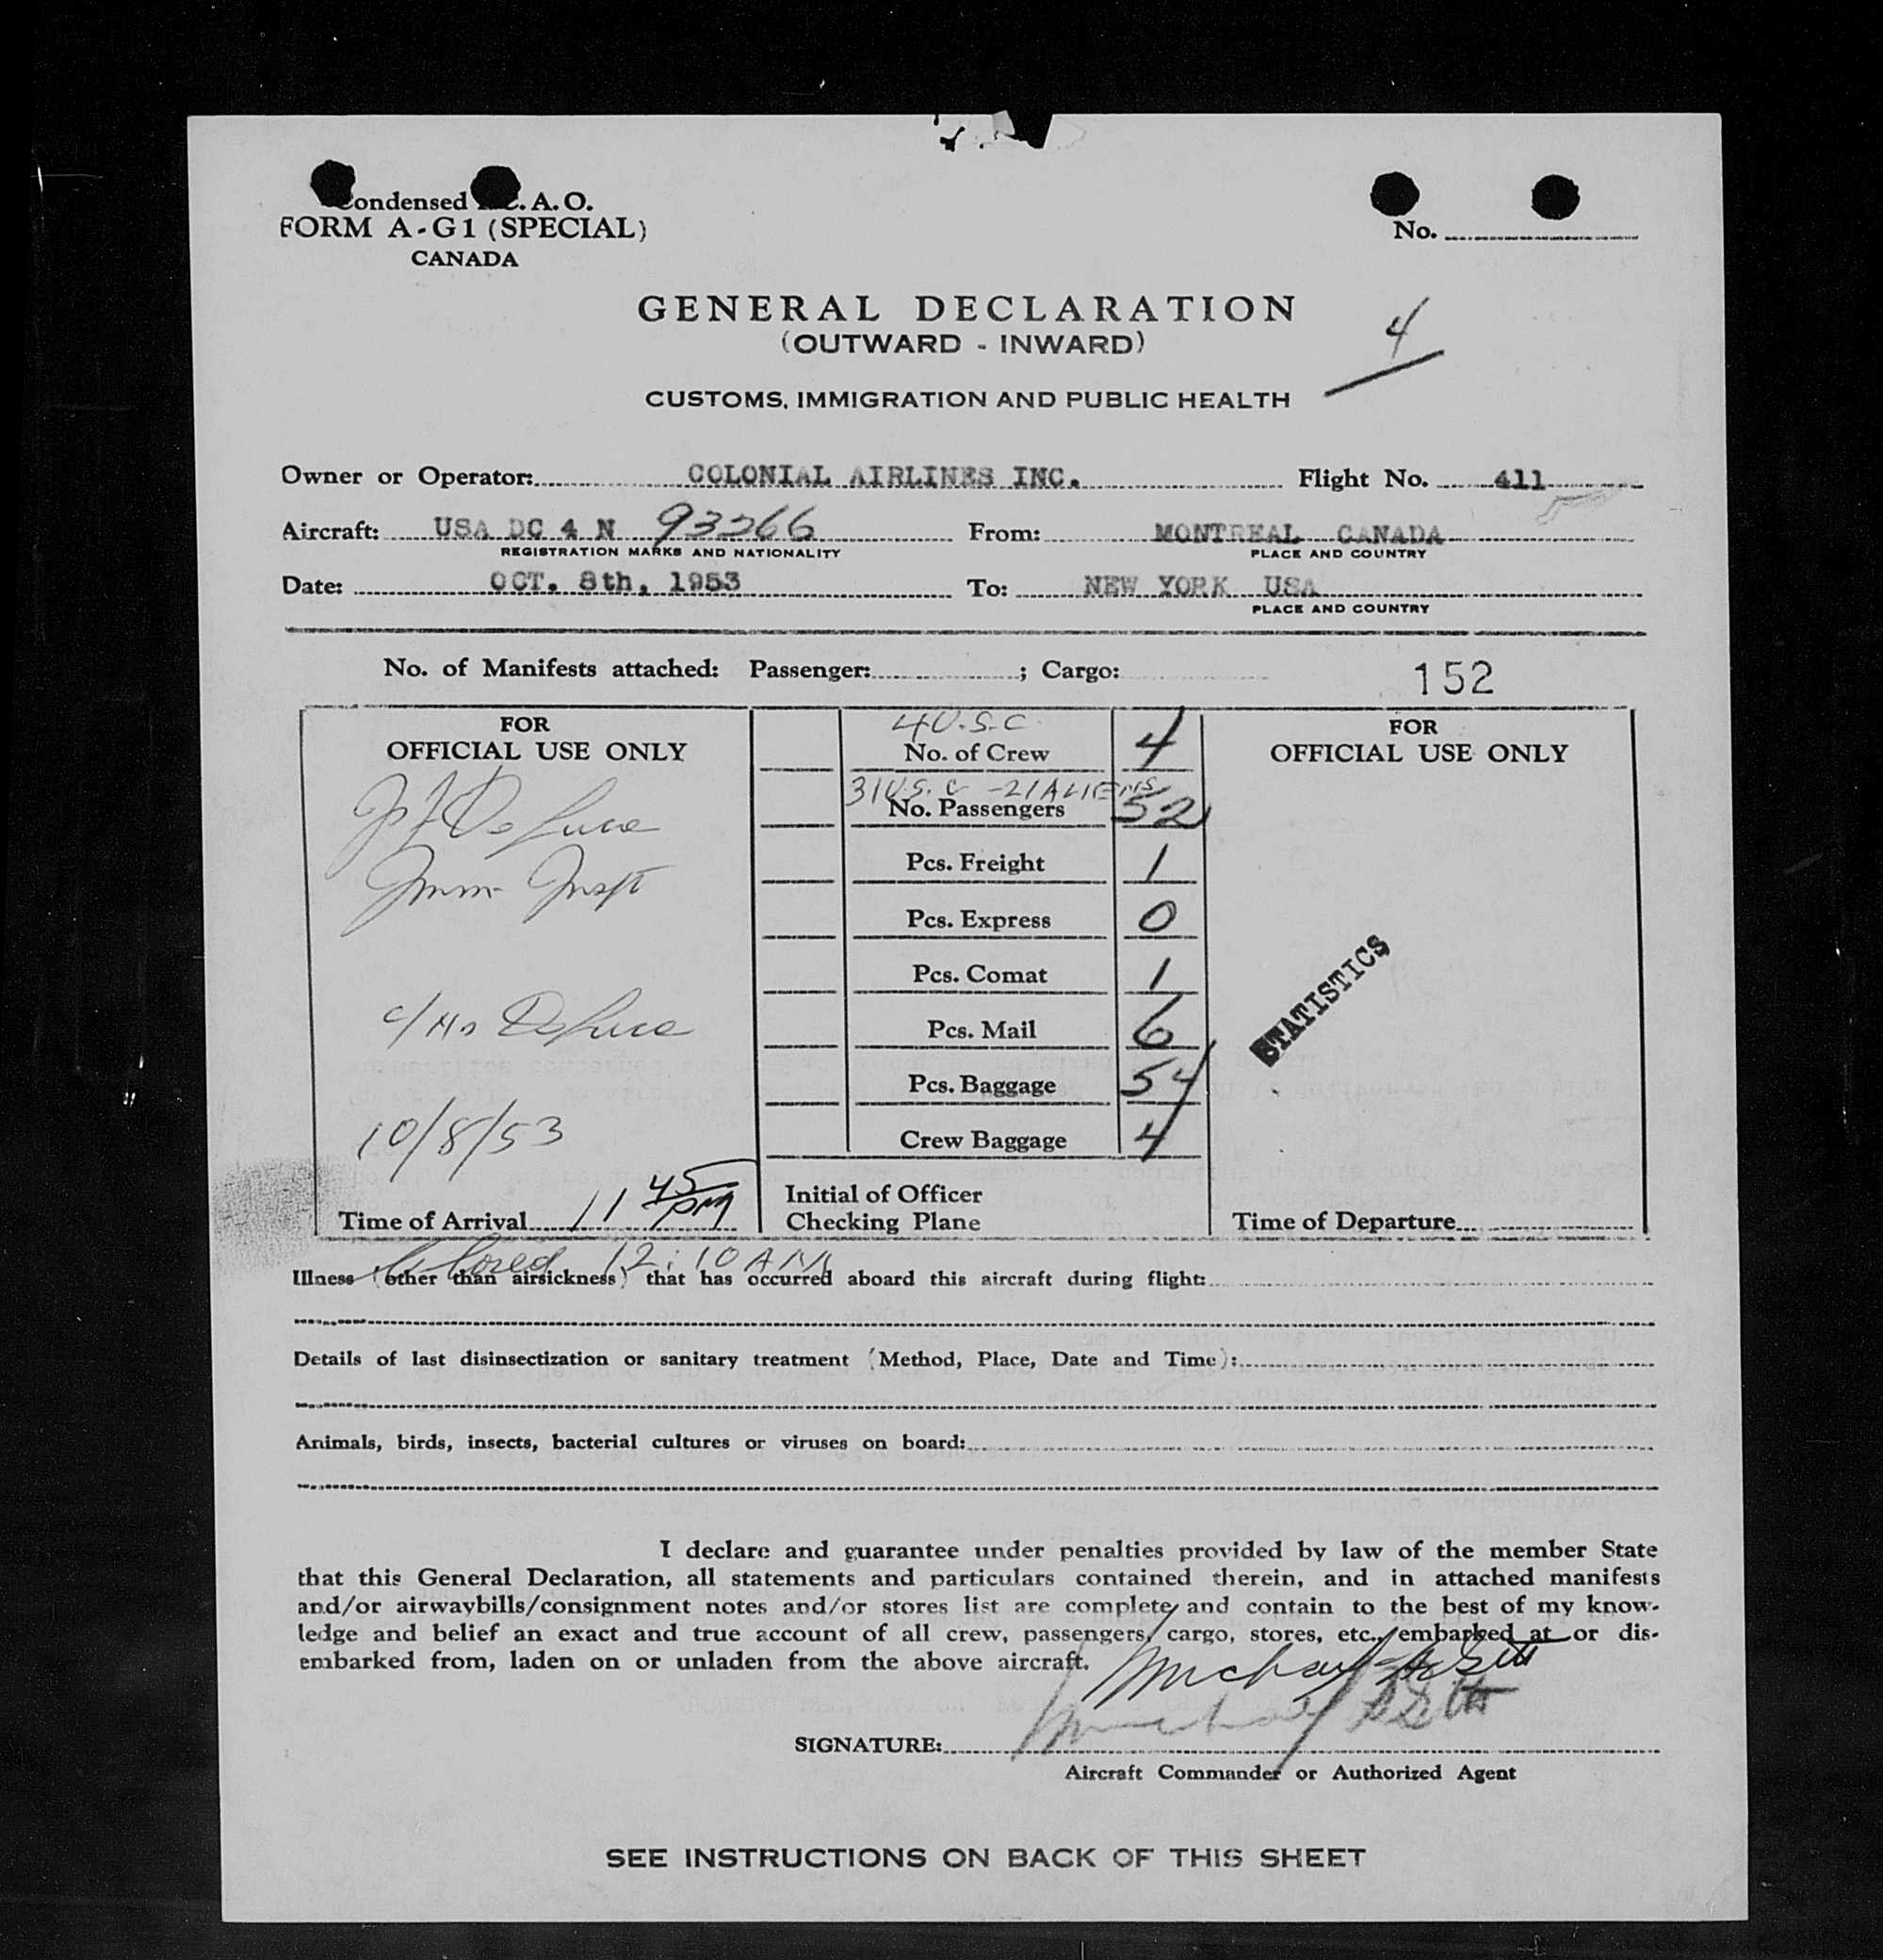 Condensed I.C.A.O.
FORM A-G1 (SPECIAL)
CANADA
No.
GENERAL DECLARATION
(OUTWARD - INWARD)
4
CUSTOMS, IMMIGRATION AND PUBLIC HEALTH
Owner or Operator: COLONIAL AIRLINES INC. Flight No. 411
Aircraft: USA DC 4 N 93266 From: MONTREAL CANADA
REGISTRATION MARKS AND NATIONALITY PLACE AND COUNTRY
Date: OCT. 8th, 1953 To: NEW YORK USA
PLACE AND COUNTRY
No. of Manifests attached: Passenger: ; Cargo: 152
FOR
OFFICIAL USE ONLY
De Luca
Imm Inspt
De Luca
10/8/53
Time of Arrival 11 45 PM
4 U.S.C.
No. of Crew 4
31 U.S.C - 21 ALIENS
No. Passengers 52
Pcs. Freight 1
Pcs. Express 0
Pcs. Comat 1
Pcs. Mail 6
Pcs. Baggage 54
Crew Baggage 4
Initial of Officer
Checking Plane
FOR
OFFICIAL USE ONLY
STATISTICS
Time of Departure
12:10 AM
Illness (other than airsickness) that has occurred aboard this aircraft during flight:
Details of last disinsectization or sanitary treatment (Method, Place, Date and Time):
Animals, birds, insects, bacterial cultures or viruses on board:
I declare and guarantee under penalties provided by law of the member State
that this General Declaration, all statements and particulars contained therein, and in attached manifests
and/or airwaybills/consignment notes and/or stores list are complete and contain to the best of my know-
ledge and belief an exact and true account of all crew, passengers, cargo, stores, etc., embarked at or dis-
embarked from, laden on or unladen from the above aircraft.
Michael
Michael
SIGNATURE:
Aircraft Commander or Authorized Agent
SEE INSTRUCTIONS ON BACK OF THIS SHEET